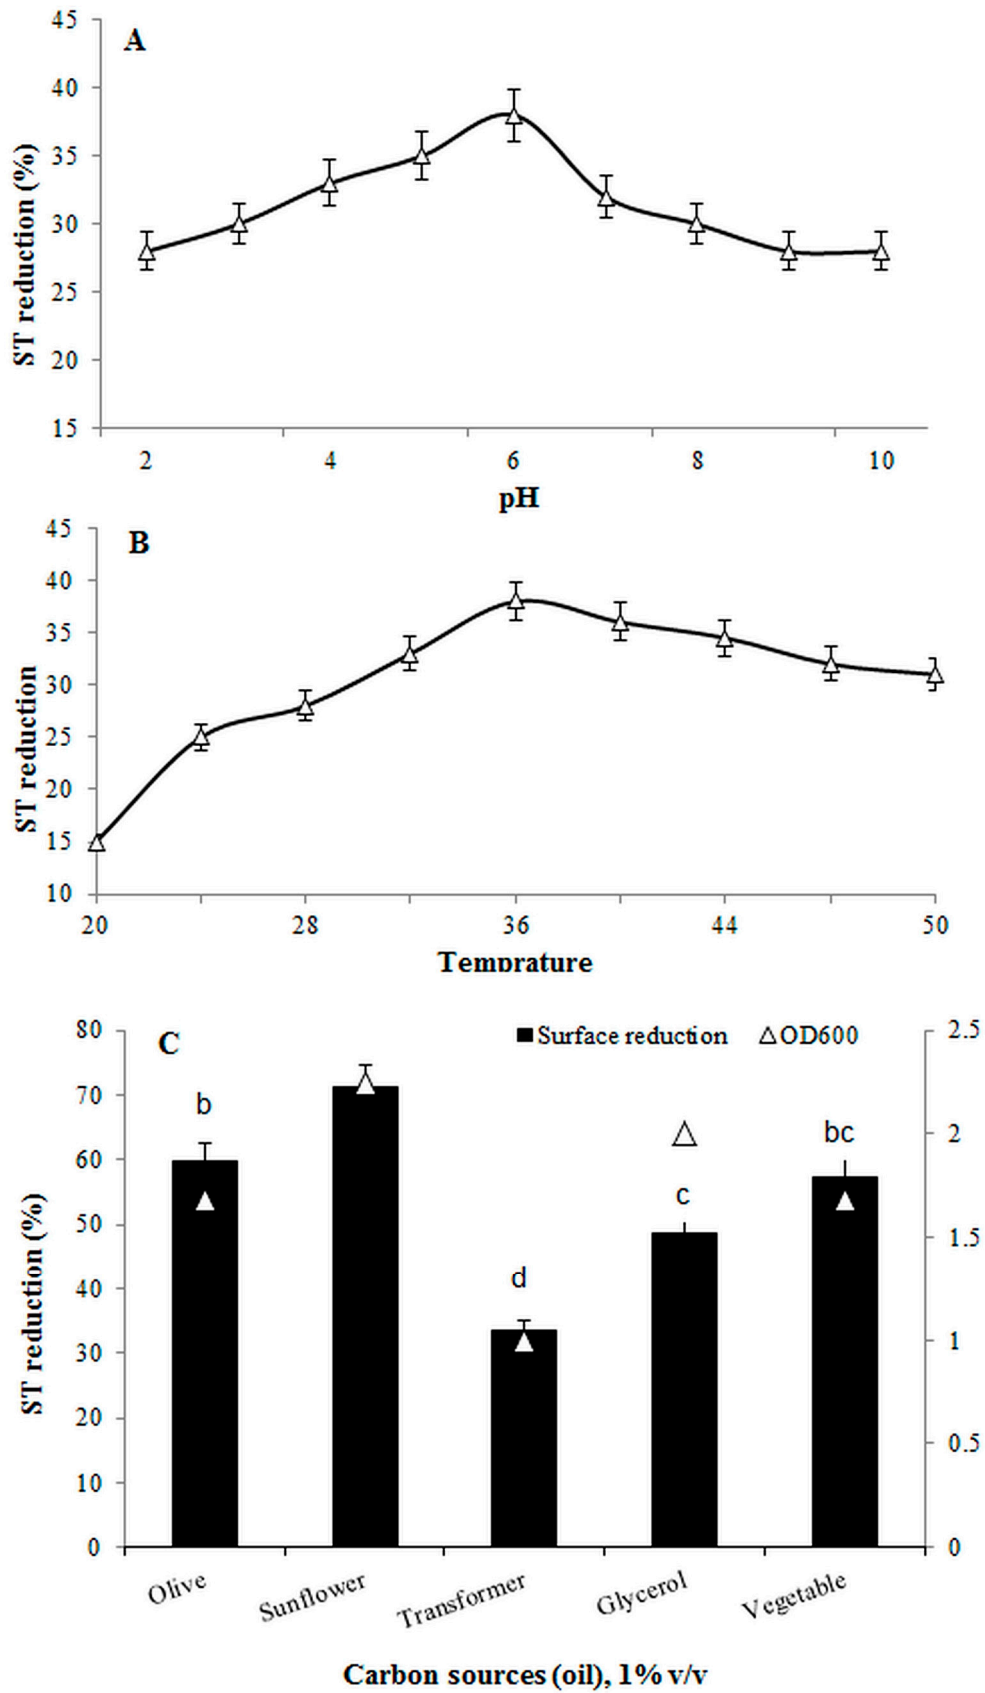 45
A
40
35
30
25
20
15
ST reduction (%)
2 4 6 8 10
pH
45
B
40
35
30
25
20
15
10
ST reduction
20 28 36 44 50
Temprature
80
C
Surface reduction
OD600
2.5
70
b
60
bc
2
50
c
1.5
40
d
30
1
20
0.5
10
0
0
ST reduction (%)
Olive Sunflower Transformer Glycerol Vegetable
Carbon sources (oil), 1% v/v